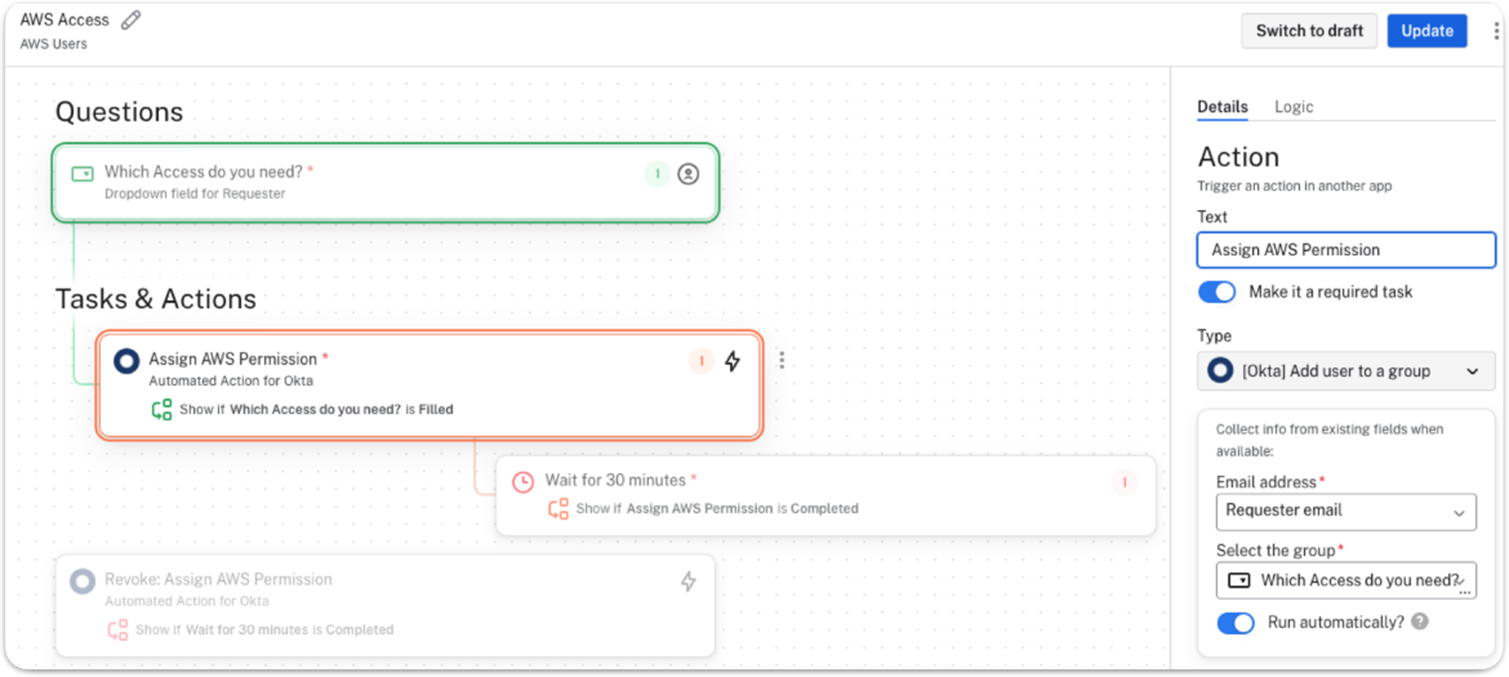 AWS Access
AWS Users
Switch to draft
Update
Questions
Which Access do you need? *
Dropdown field for Requester
1
Tasks & Actions
Assign AWS Permission *
Automated Action for Okta
1
Show if Which Access do you need? is Filled
Wait for 30 minutes *
1
Show if Assign AWS Permission is Completed
Revoke: Assign AWS Permission
Automated Action for Okta
Show if Wait for 30 minutes is Completed
Details
Logic
Action
Trigger an action in another app
Text
Assign AWS Permission
Make it a required task
Type
[Okta] Add user to a group
Collect info from existing fields when
available:
Email address*
Requester email
Select the group*
Which Access do you need?
...
Run automatically? ?